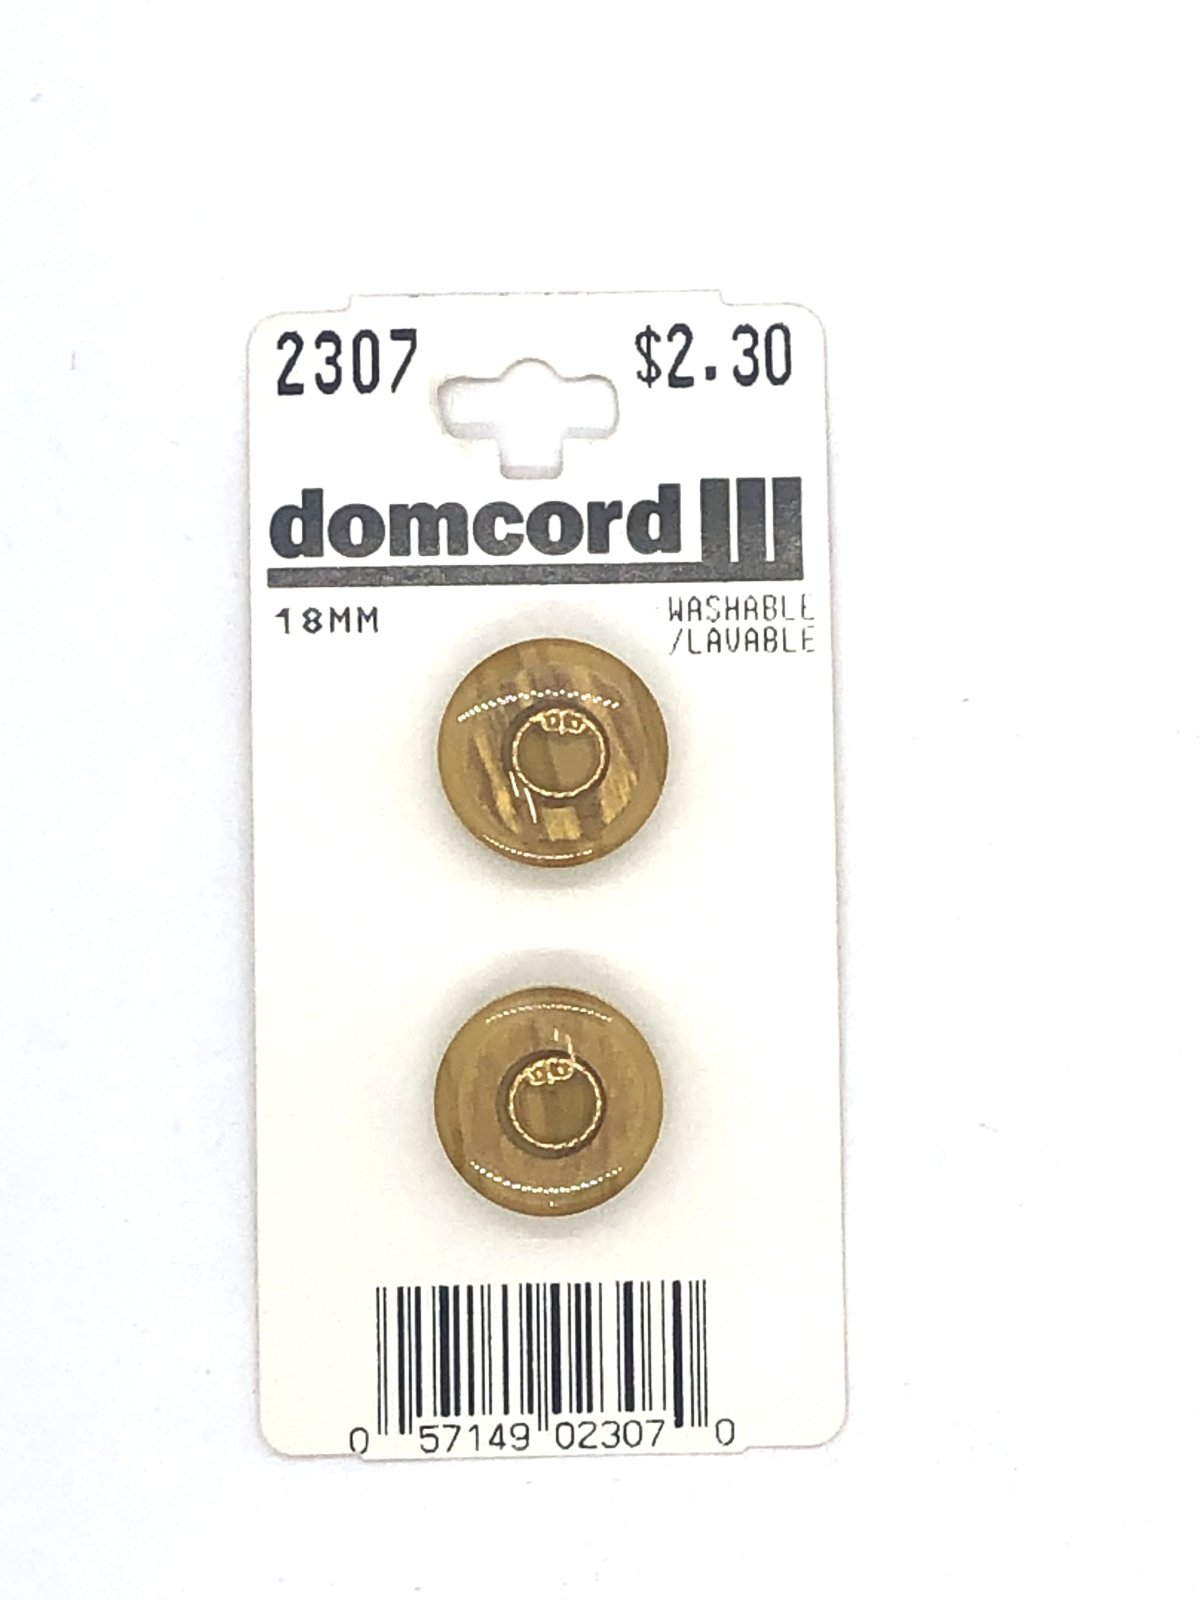 2307 $2.30
domcord
18MM WASHABLE
/LAVABLE
0 57149 02307 0